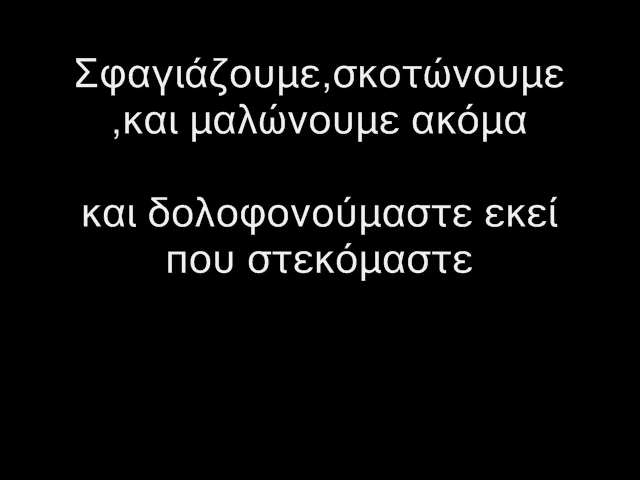 Σφαγιάζουμε,σκοτώνουμε
,και μαλώνουμε ακόμα
και δολοφονούμαστε εκεί
που στεκόμαστε